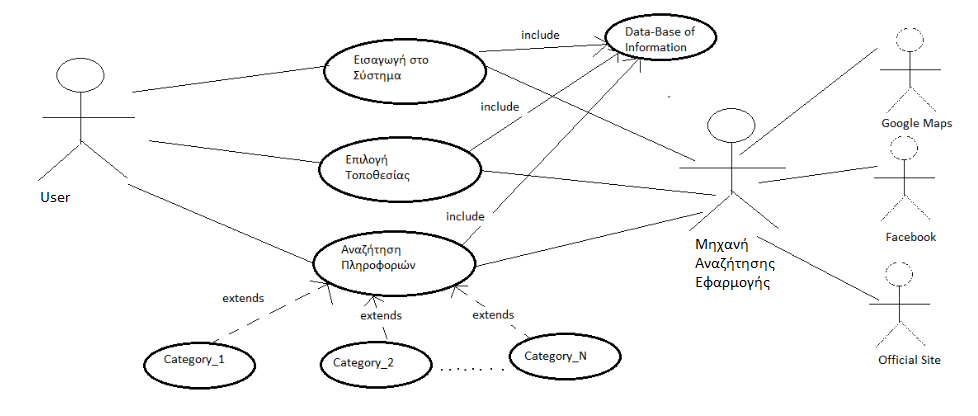 include
Data-Base of
Information
Εισαγωγή στο
Σύστημα
include
Google Maps
Επιλογή
Τοποθεσίας
User
include
Facebook
Αναζήτηση
Πληροφοριών
Μηχανή
Αναζήτησης
Εφαρμογής
extends
extends
extends
Category_1
Category_2
Category_N
Official Site